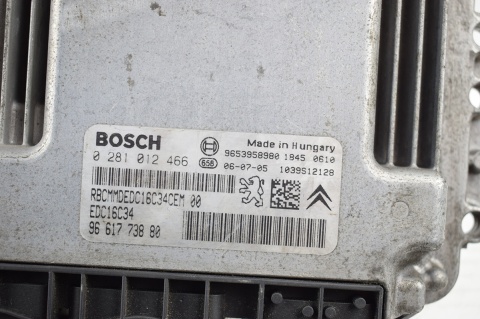 BOSCH
Made in Hungary
0 281 012 466
9653958980 1945 0610
656 06-07-05 1039S12128
RBCMMDEDC16C34CEM 00
EDC16C34
96 617 738 80